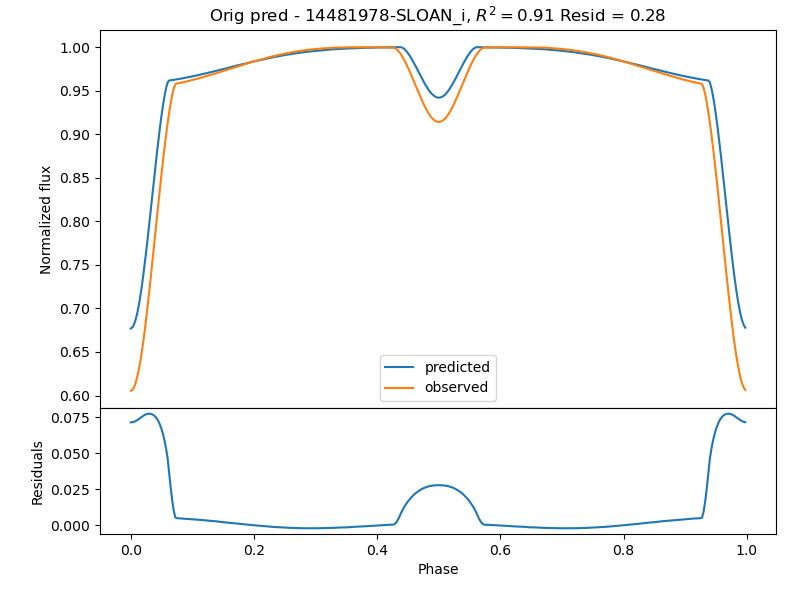 Orig pred - 14481978-SLOAN_i, R² = 0.91 Resid = 0.28
1.00
0.95
0.90
0.85
0.80
0.75
0.70
0.65
0.60
Normalized flux
predicted
observed
0.075
0.050
0.025
0.000
Residuals
0.0 0.2 0.4 0.6 0.8 1.0
Phase